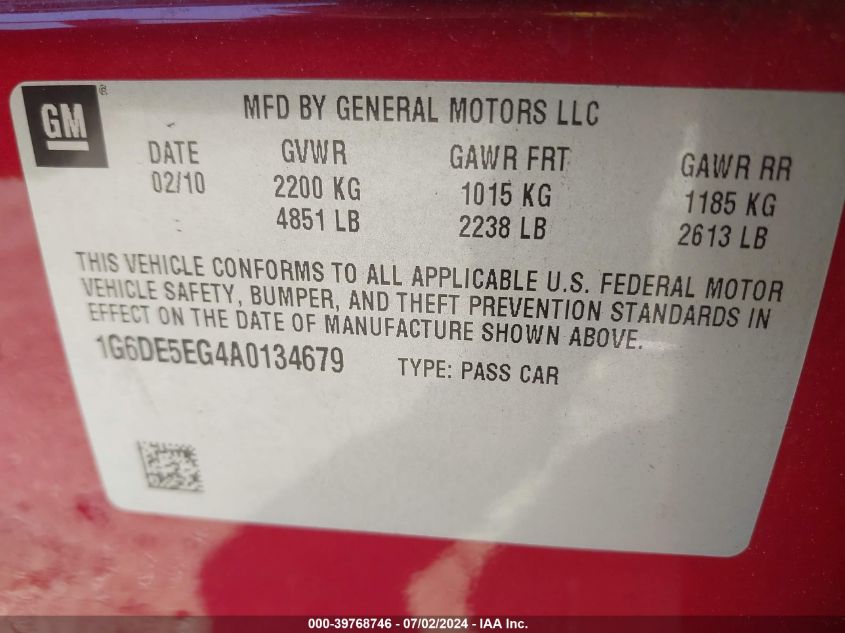 GM ®
MFD BY GENERAL MOTORS LLC
DATE GVWR GAWR FRT GAWR RR
02/10 2200 KG 1015 KG 1185 KG
4851 LB 2238 LB 2613 LB
THIS VEHICLE CONFORMS TO ALL APPLICABLE U.S. FEDERAL MOTOR
VEHICLE SAFETY, BUMPER, AND THEFT PREVENTION STANDARDS IN
EFFECT ON THE DATE OF MANUFACTURE SHOWN ABOVE.
1G6DE5EG4A0134679 TYPE: PASS CAR
000-39768746 - 07/02/2024 - IAA Inc.